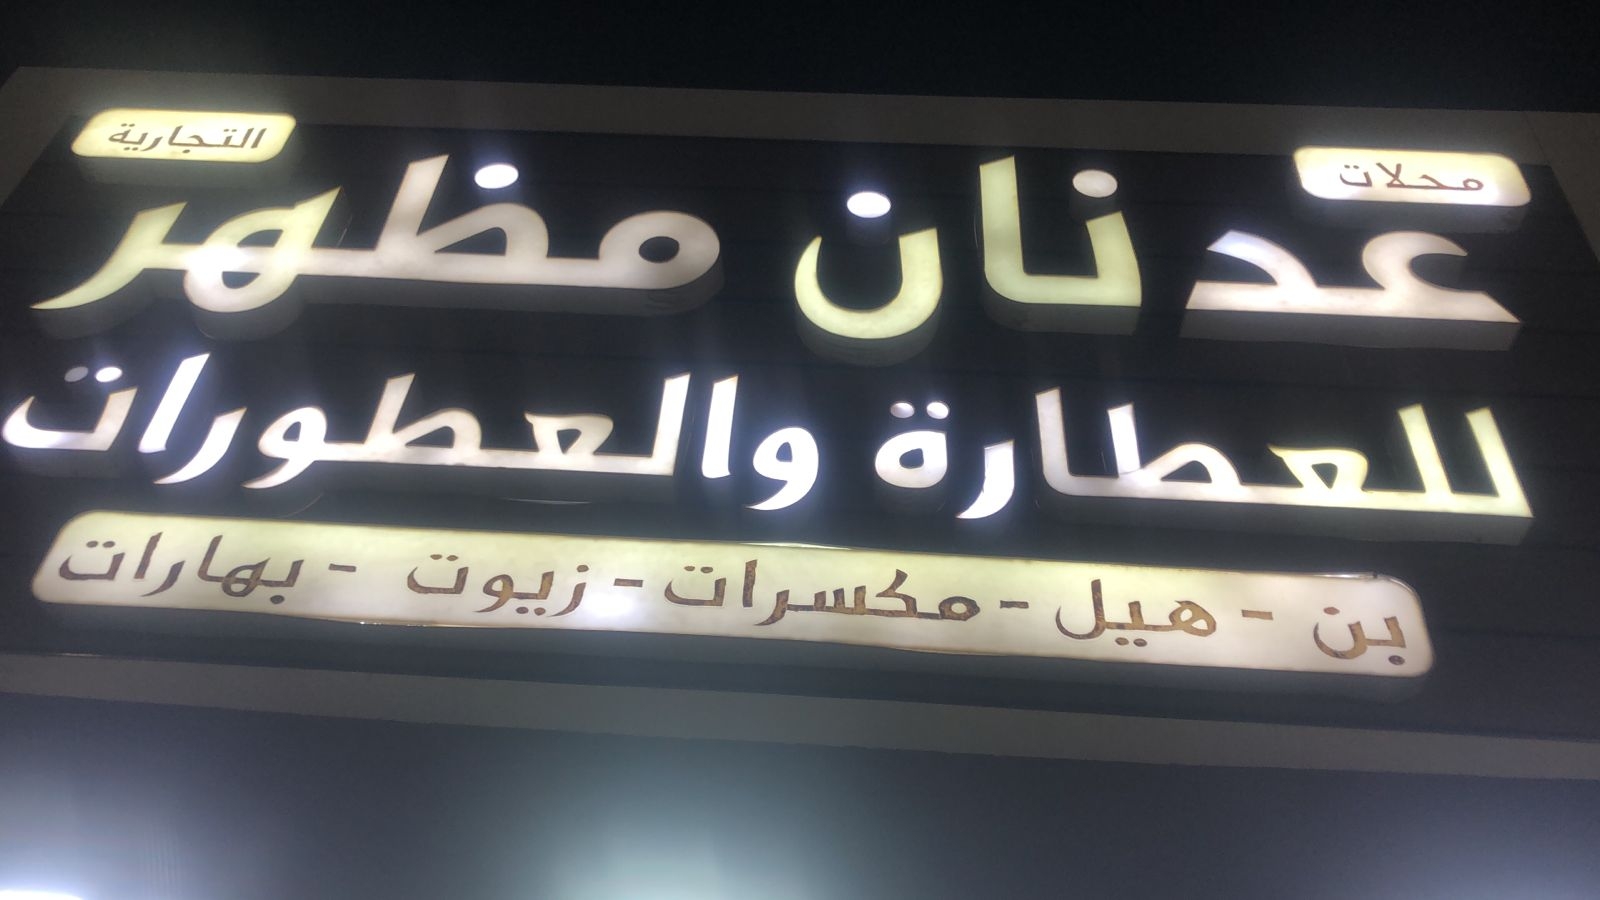 محلات عدنان مظهر التجارية
للعطارة والعطورات
بن - هيل - مكسرات - زيوت - بهارات